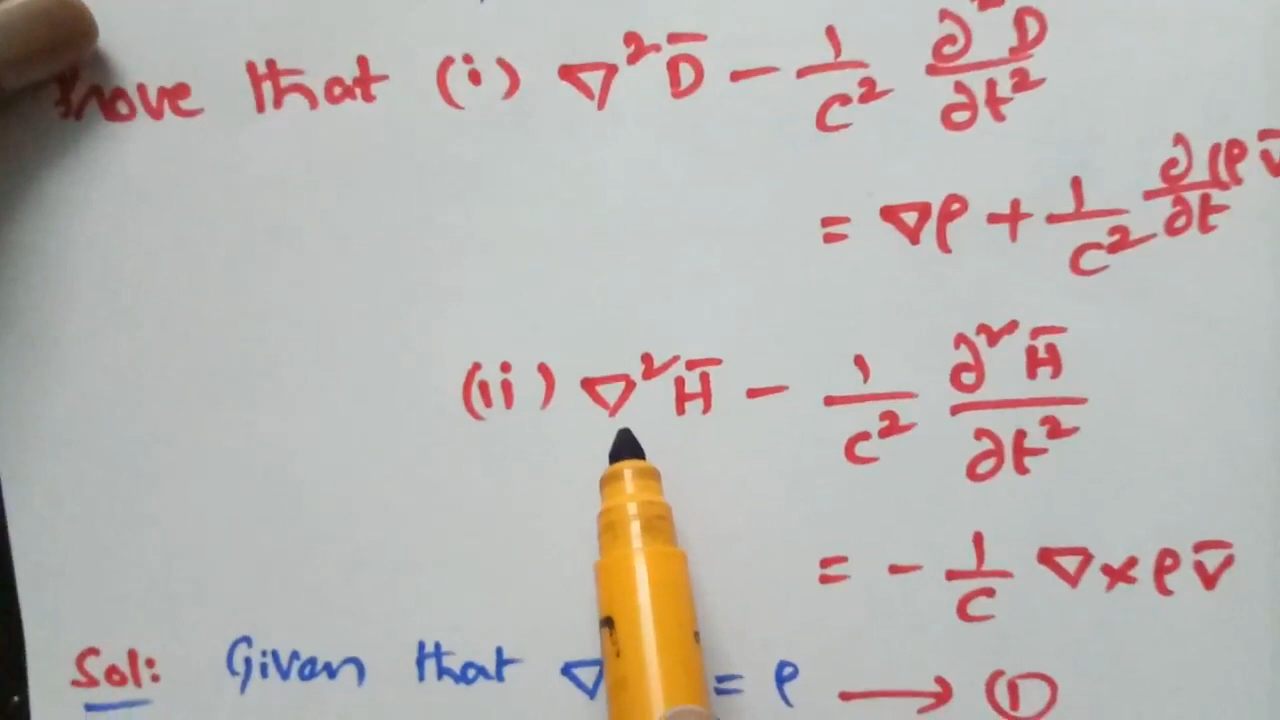 Prove that (i) ∇²D̄ − 1/c² ∂²D/∂t²
= ∇ρ + 1/c² ∂(ρv̄/∂t
(ii) ∇²H̄ − 1/c² ∂²H̄/∂t²
= − 1/c ∇×ρv̄
Sol: Given that ∇ = ρ → ①